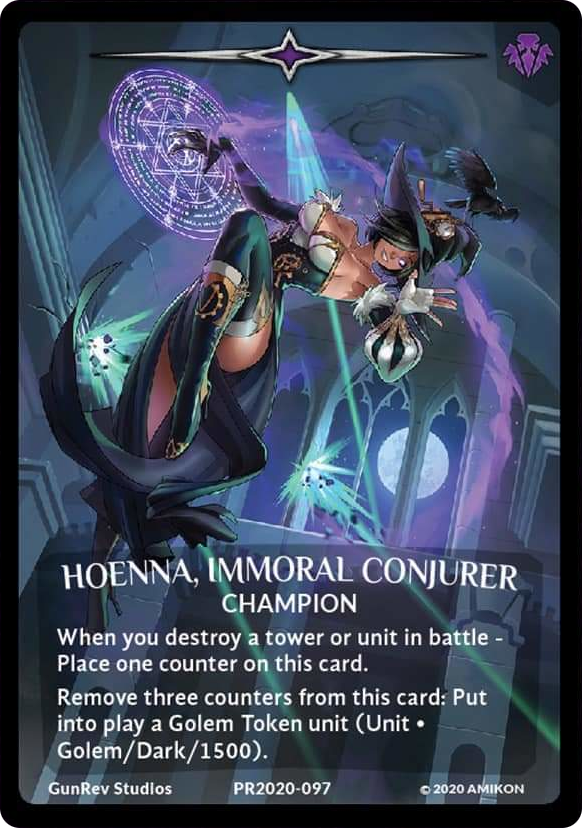 HOENNA, IMMORAL CONJURER
CHAMPION
When you destroy a tower or unit in battle -
Place one counter on this card.
Remove three counters from this card: Put
into play a Golem Token unit (Unit •
Golem/Dark/1500).
GunRev Studios PR2020-097 © 2020 AMIKON